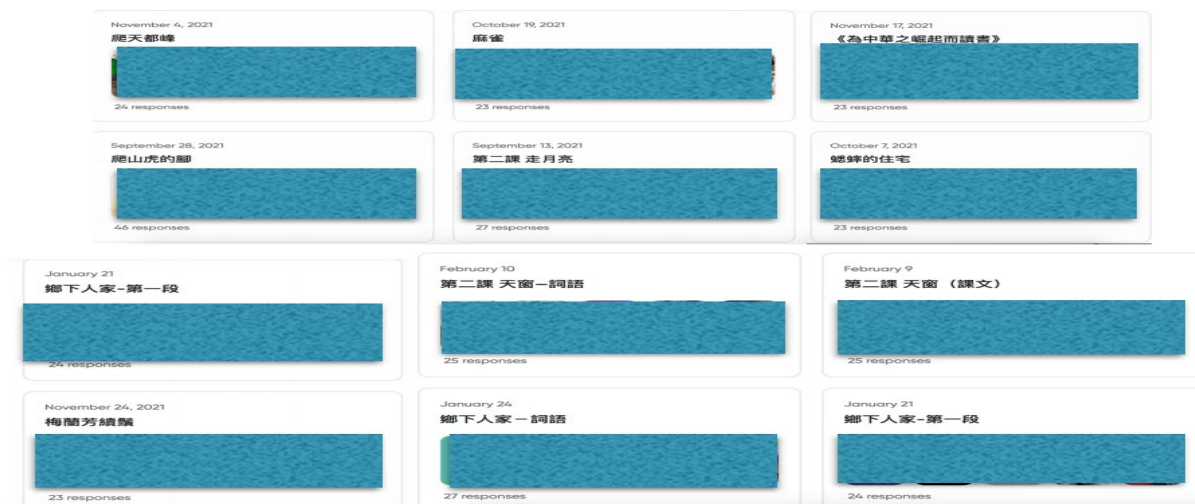 November 4, 2021
爬天都峰
24 responses
October 19, 2021
麻雀
23 responses
November 17, 2021
《為中華之崛起而讀書》
23 responses
September 28, 2021
爬山虎的腳
46 responses
September 13, 2021
第二課 走月亮
27 responses
October 7, 2021
蟋蟀的住宅
23 responses
January 21
鄉下人家-第一段
24 responses
February 10
第二課 天窗—詞語
25 responses
February 9
第二課 天窗（課文）
25 responses
November 24, 2021
梅蘭芳續鬚
23 responses
January 24
鄉下人家－詞語
27 responses
January 21
鄉下人家-第一段
24 responses